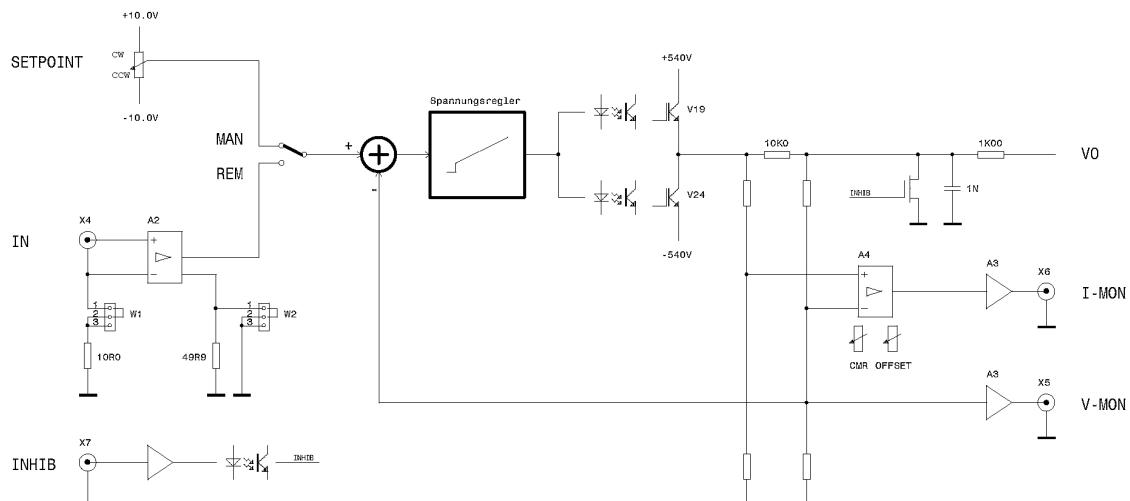 +10.0V
SETPOINT
CW
CCW
-10.0V
MAN
REM
+
-
Spannungsregler
+540V
V19
V24
-540V
10K0
1K00
VO
INHIB
1N
IN
X4
A2
+
-
1
2
3
W1
1
2
3
W2
10R0
49R9
A4
+
-
A3
X6
I-MON
CMR OFFSET
A3
X5
V-MON
INHIB
X7
INHIB